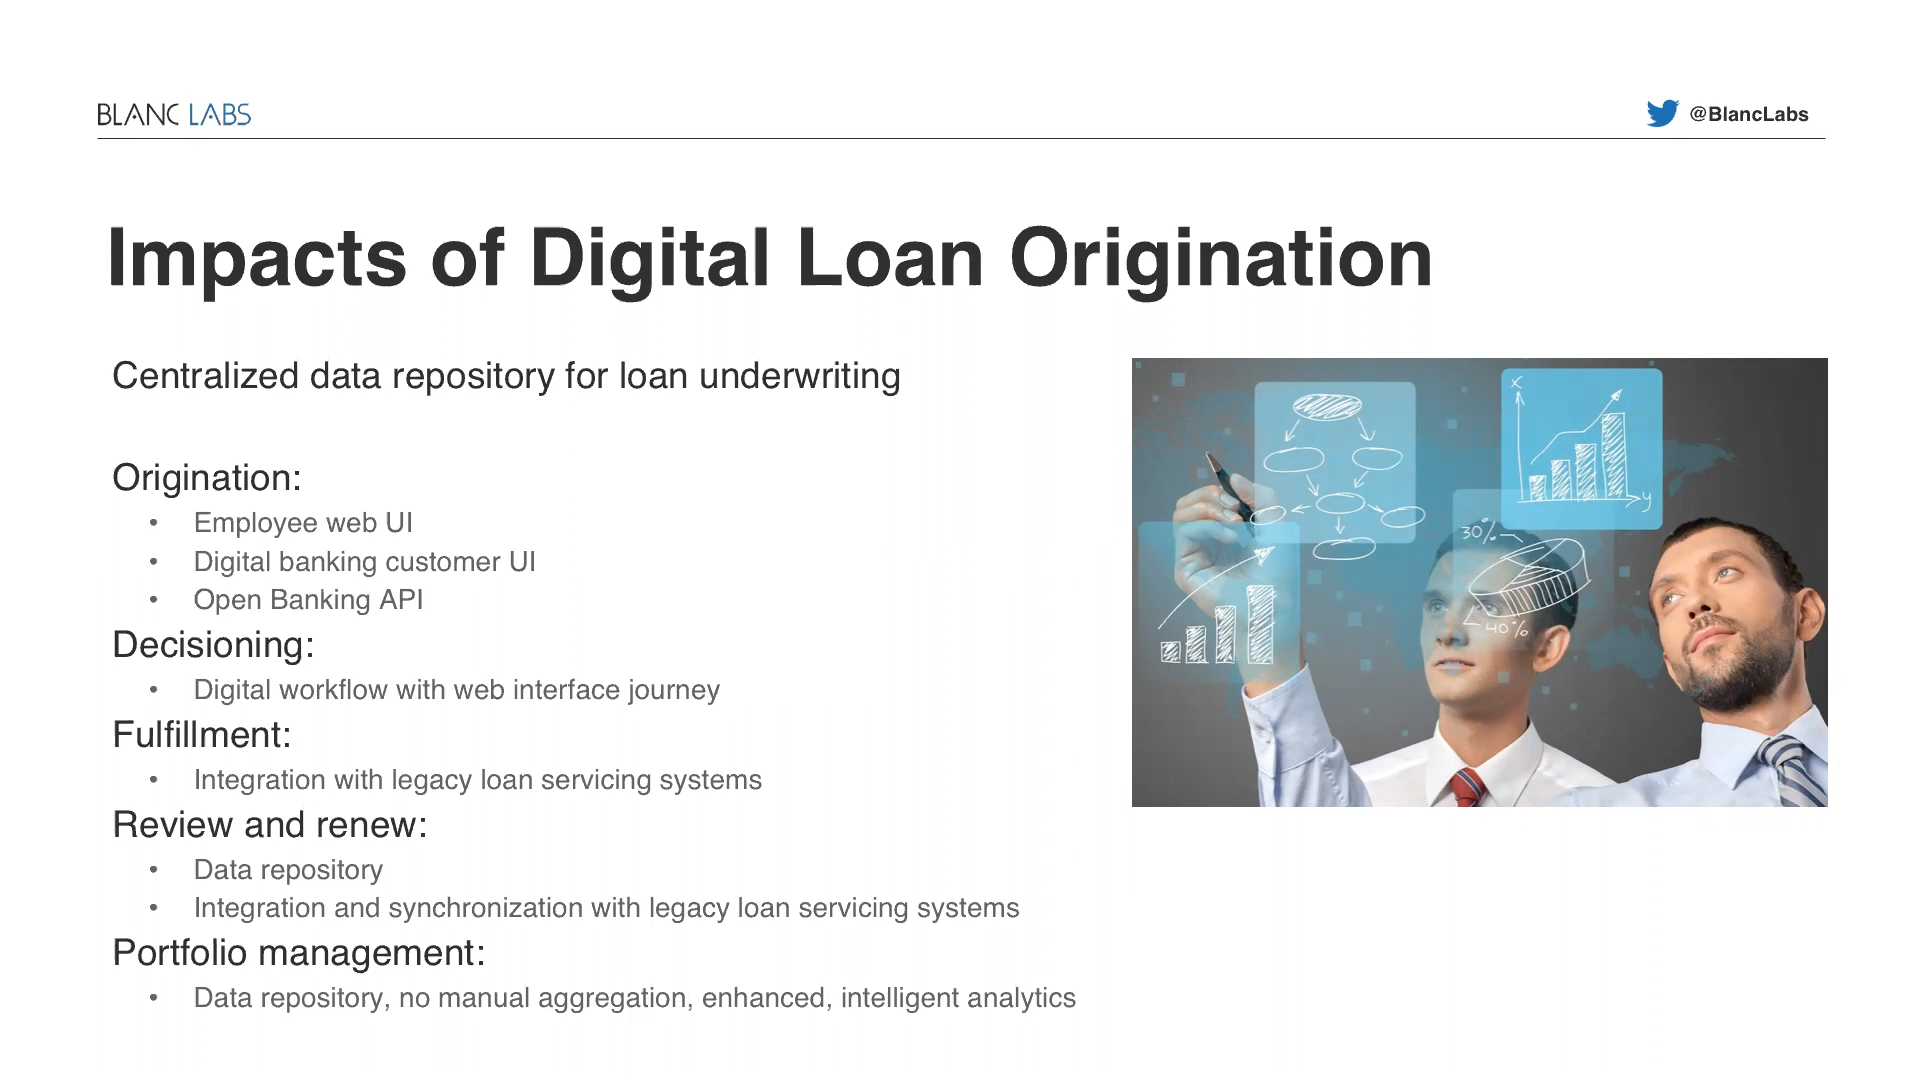 BLANC LABS
@BlancLabs
Impacts of Digital Loan Origination
Centralized data repository for loan underwriting
Origination:
• Employee web UI
• Digital banking customer UI
• Open Banking API
Decisioning:
• Digital workflow with web interface journey
Fulfillment:
• Integration with legacy loan servicing systems
Review and renew:
• Data repository
• Integration and synchronization with legacy loan servicing systems
Portfolio management:
• Data repository, no manual aggregation, enhanced, intelligent analytics
x
y
30%
40%